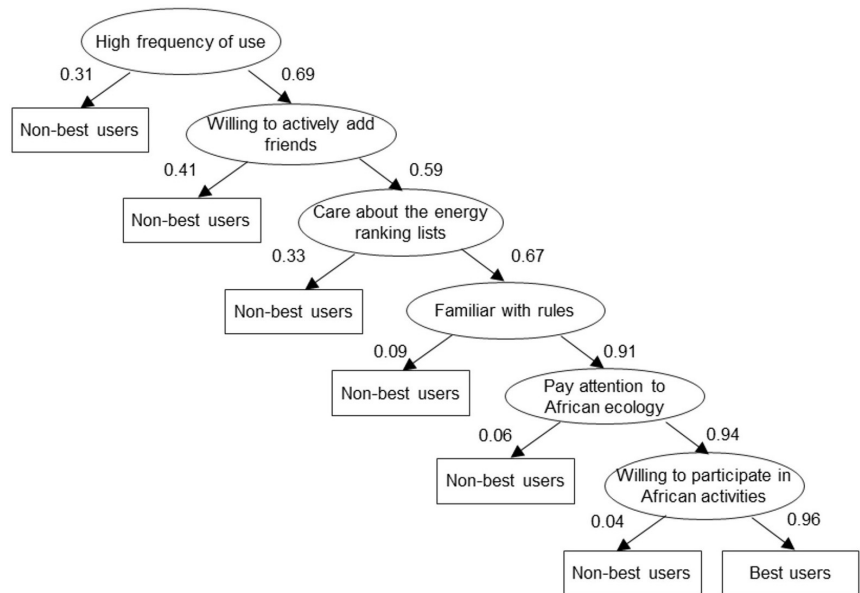 High frequency of use
0.31
0.69
Non-best users
Willing to actively add
friends
0.41
0.59
Non-best users
Care about the energy
ranking lists
0.33
0.67
Non-best users
Familiar with rules
0.09
0.91
Non-best users
Pay attention to
African ecology
0.06
0.94
Non-best users
Willing to participate in
African activities
0.04
0.96
Non-best users
Best users